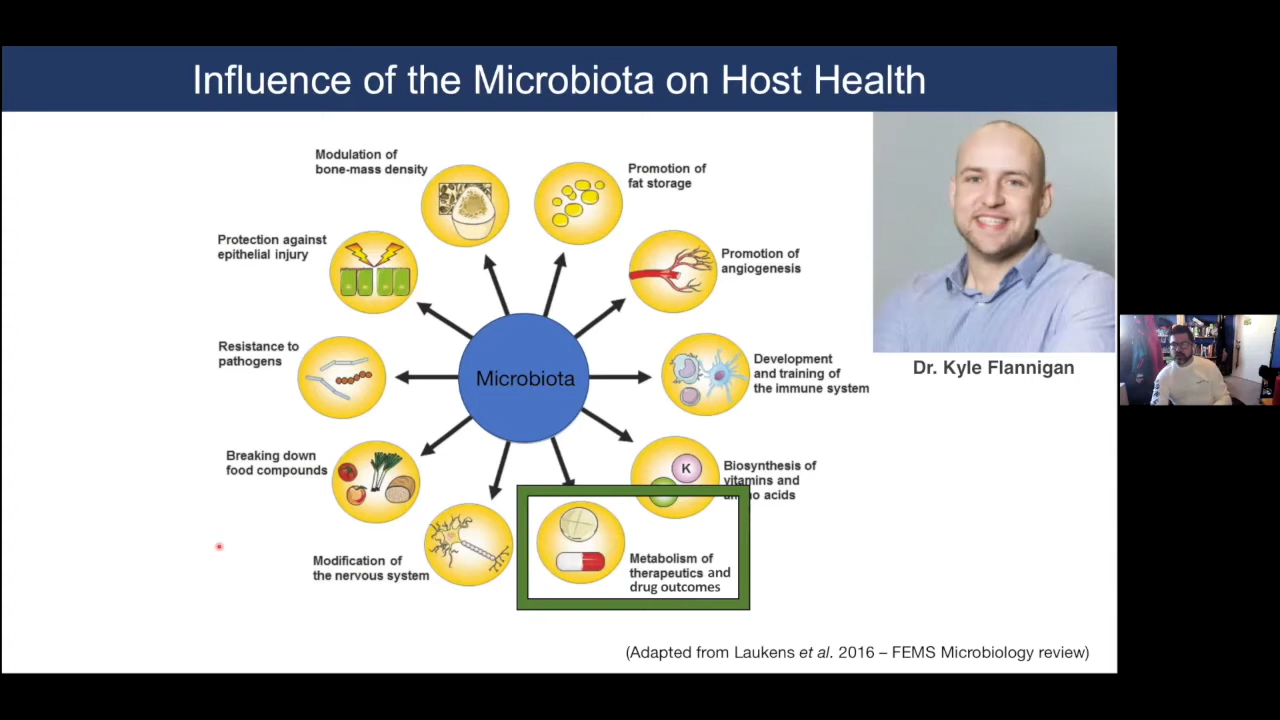 Influence of the Microbiota on Host Health
Modulation of
bone-mass density
Promotion of
fat storage
Protection against
epithelial injury
Promotion of
angiogenesis
Resistance to
pathogens
Microbiota
Development
and training of
the immune system
Dr. Kyle Flannigan
Breaking down
food compounds
K
Biosynthesis of
vitamins and
Modification of
the nervous system
Metabolism of
therapeutics and
drug outcomes
(Adapted from Laukens et al. 2016 – FEMS Microbiology review)